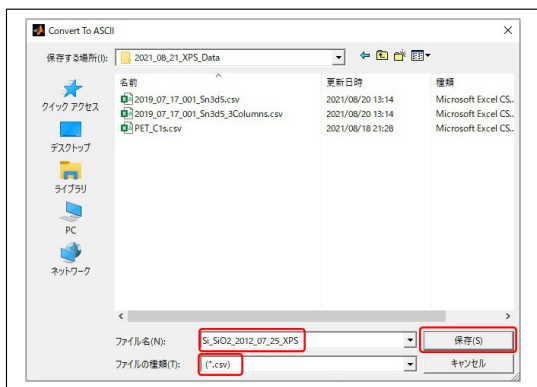 Convert To ASCII
保存する場所(I): 2021_08_21_XPS_Data
名前 更新日時 種類
2019_07_17_001_Sn3d5.csv 2021/08/20 13:14 Microsoft Excel CS...
2019_07_17_001_Sn3d5_3Columns.csv 2021/08/20 13:14 Microsoft Excel CS...
PET_C1s.csv 2021/08/18 21:28 Microsoft Excel CS...
クイック アクセス
デスクトップ
ライブラリ
PC
ネットワーク
ファイル名(N): Si_SiO2_2012_07_25_XPS 保存(S)
ファイルの種類(T): (*.csv) キャンセル